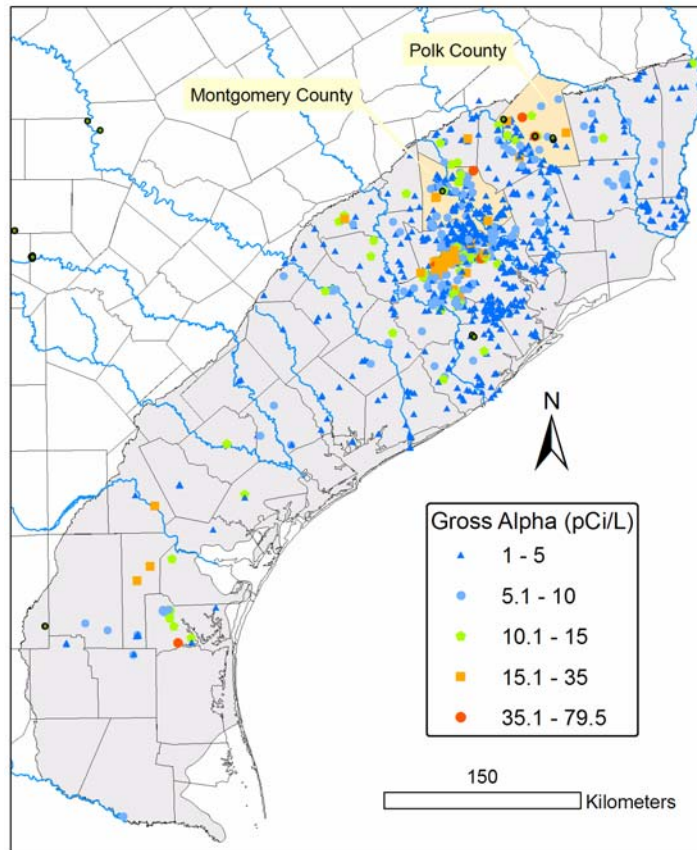 Polk County
Montgomery County
N
Gross Alpha (pCi/L)
1 - 5
5.1 - 10
10.1 - 15
15.1 - 35
35.1 - 79.5
150
Kilometers